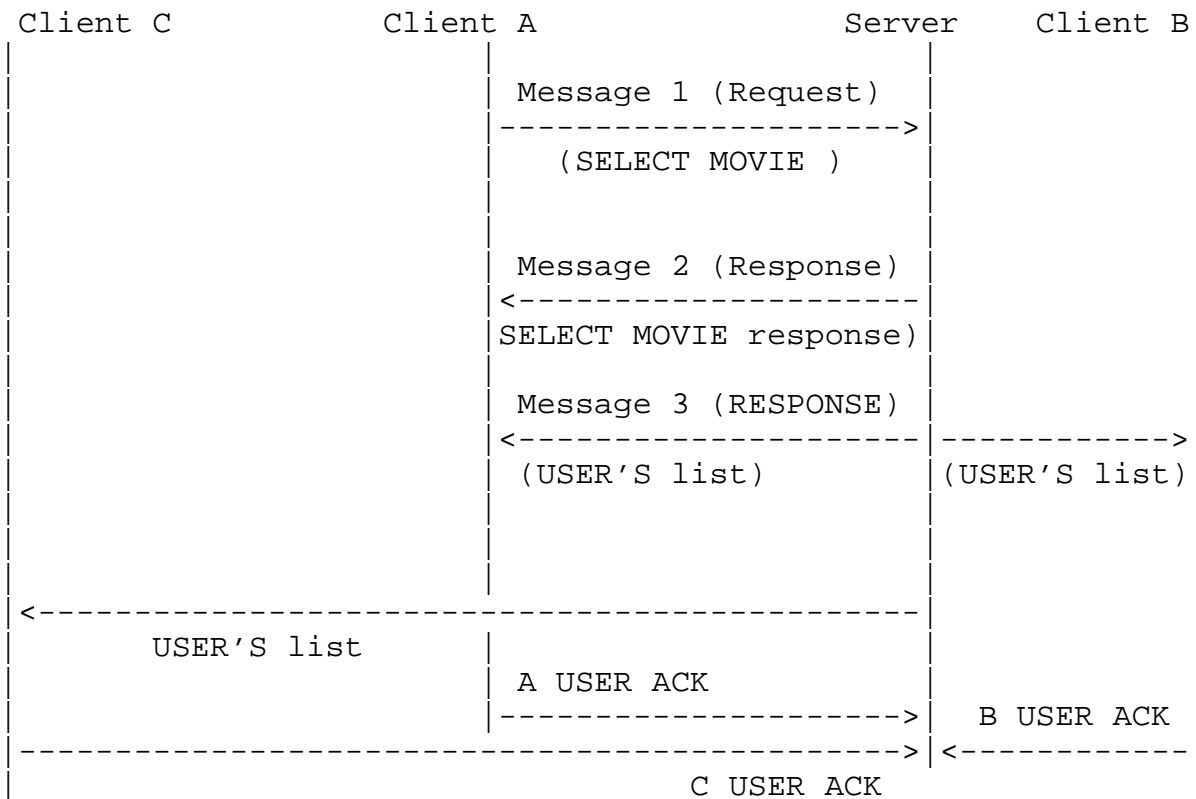 Client C Client A Server Client B
Message 1 (Request)
(SELECT MOVIE )
Message 2 (Response)
SELECT MOVIE response)
Message 3 (RESPONSE)
(USER'S list) (USER'S list)
USER'S list
A USER ACK
B USER ACK
C USER ACK